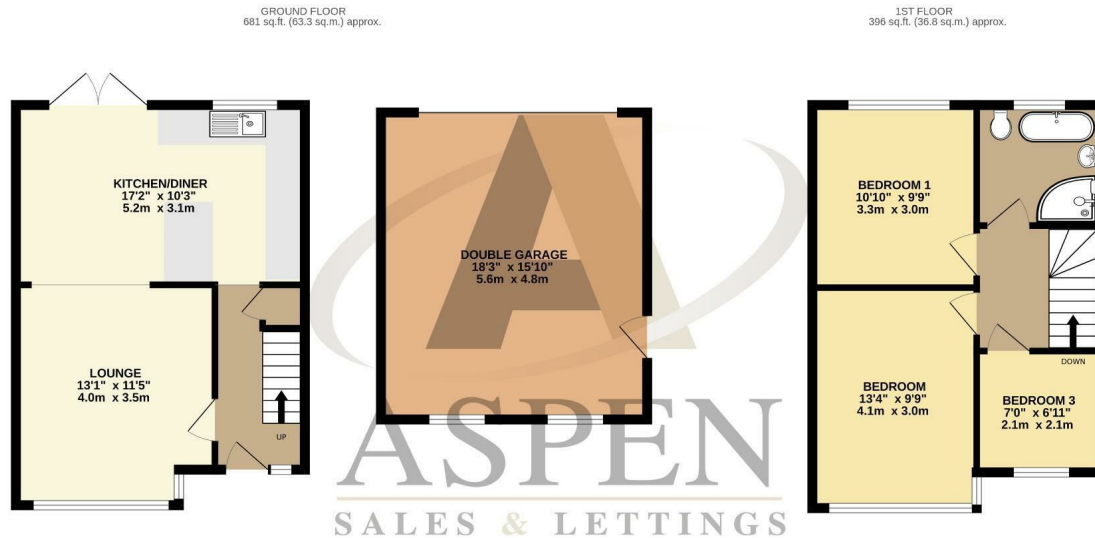 GROUND FLOOR
681 sq.ft. (63.3 sq.m.) approx.
1ST FLOOR
396 sq.ft. (36.8 sq.m.) approx.
KITCHEN/DINER
17'2" x 10'3"
5.2m x 3.1m
LOUNGE
13'1" x 11'5"
4.0m x 3.5m
UP
DOUBLE GARAGE
18'3" x 15'10"
5.6m x 4.8m
BEDROOM 1
10'10" x 9'9"
3.3m x 3.0m
BEDROOM
13'4" x 9'9"
4.1m x 3.0m
DOWN
BEDROOM 3
7'0" x 6'11"
2.1m x 2.1m
A
ASPEN
SALES & LETTINGS